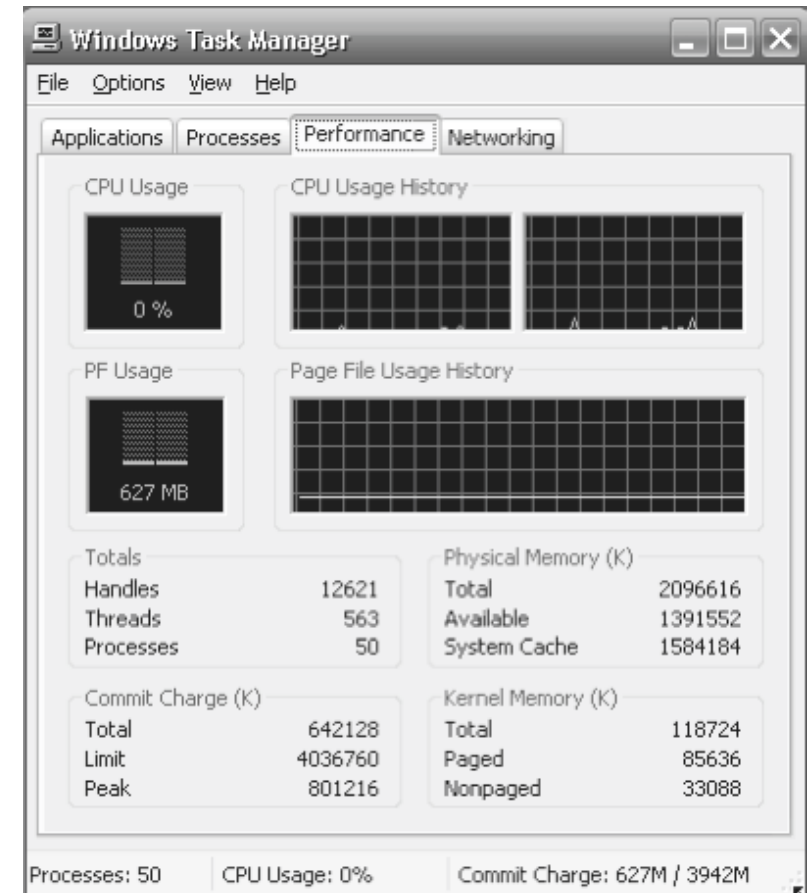 Windows Task Manager
File Options View Help
Applications Processes Performance Networking
CPU Usage CPU Usage History
0 %
PF Usage Page File Usage History
627 MB
Totals Physical Memory (K)
Handles 12621 Total 2096616
Threads 563 Available 1391552
Processes 50 System Cache 1584184
Commit Charge (K) Kernel Memory (K)
Total 642128 Total 118724
Limit 4036760 Paged 85636
Peak 801216 Nonpaged 33088
Processes: 50 CPU Usage: 0% Commit Charge: 627M / 3942M